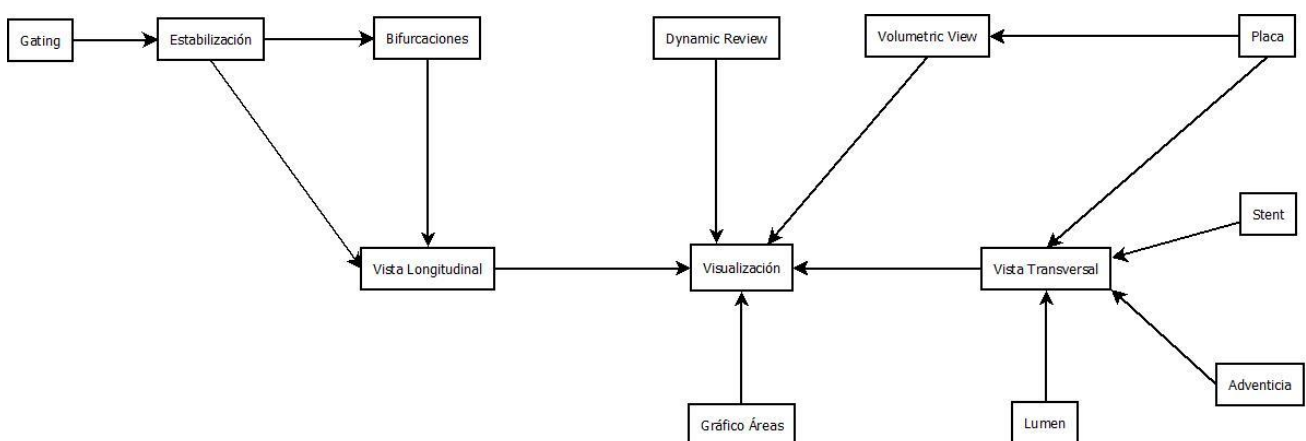 Gating
Estabilización
Bifurcaciones
Dynamic Review
Volumetric View
Placa
Stent
Vista Longitudinal
Visualización
Vista Transversal
Adventicia
Gráfico Áreas
Lumen